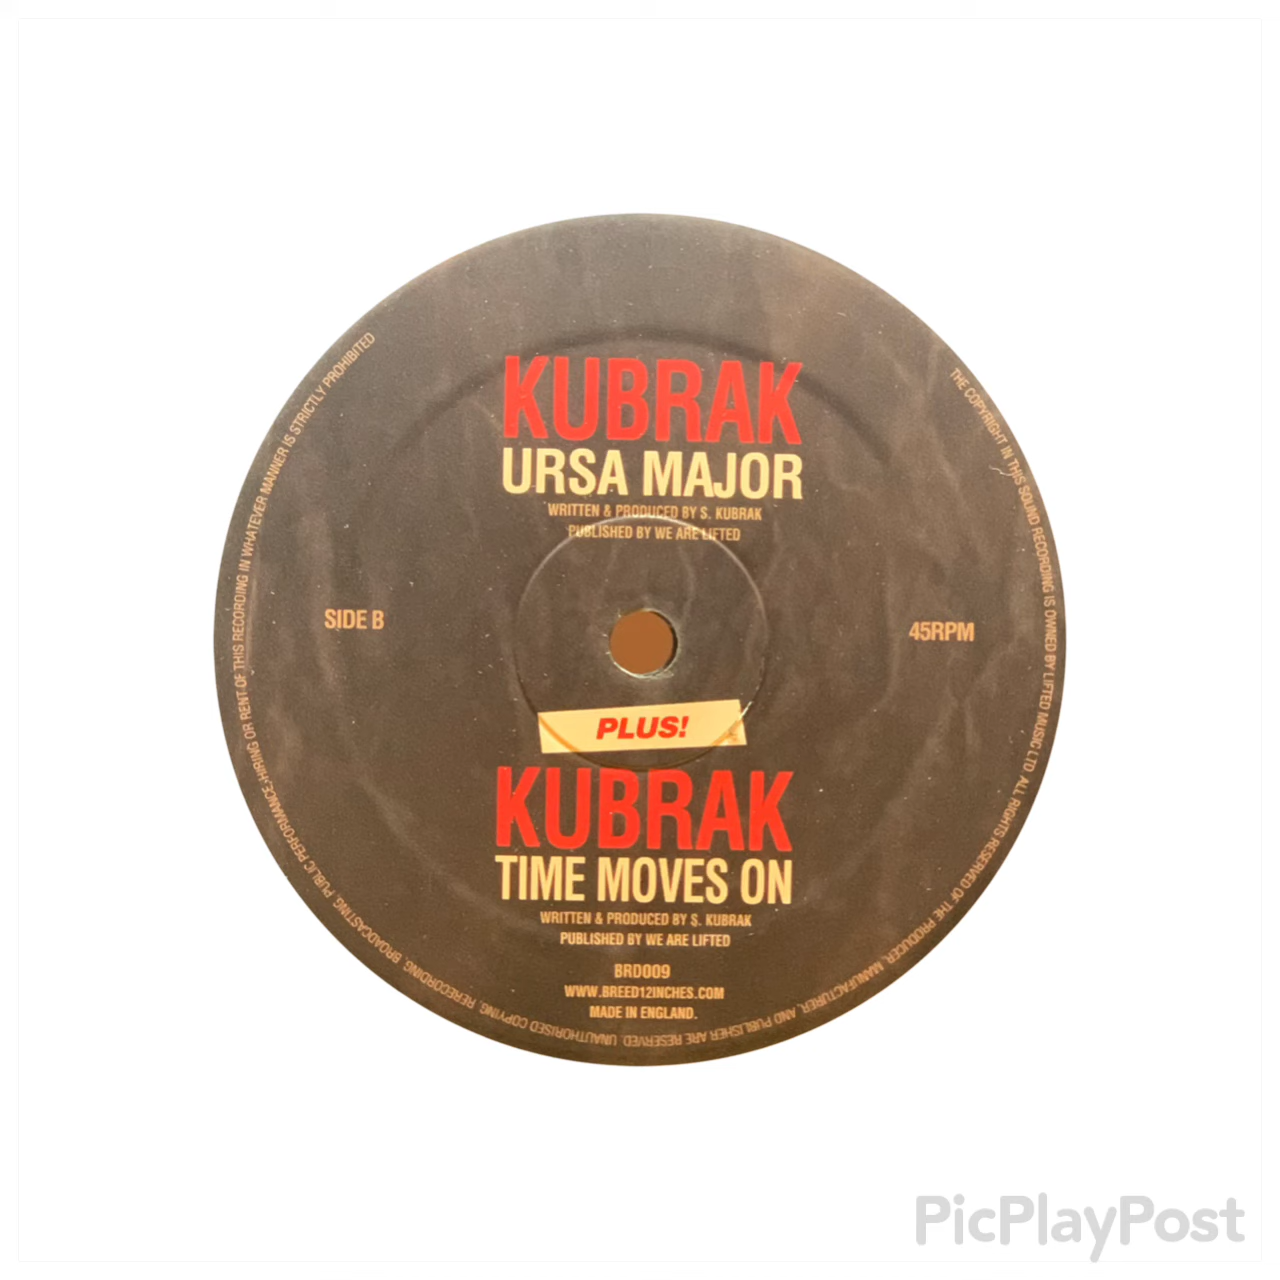 KUBRAK
URSA MAJOR
WRITTEN & PRODUCED BY S. KUBRAK
PUBLISHED BY WE ARE LIFTED
SIDE B
45RPM
PLUS!
KUBRAK
TIME MOVES ON
WRITTEN & PRODUCED BY S. KUBRAK
PUBLISHED BY WE ARE LIFTED
BRD009
WWW.BREED12INCHES.COM
MADE IN ENGLAND.
THE COPYRIGHT IN THIS SOUND RECORDING IS OWNED BY LIFTED MUSIC LTD. ALL RIGHTS RESERVED OF THE PRODUCER, MANUFACTURER, AND PUBLISHER ARE RESERVED. UNAUTHORISED COPYING, RERECORDING, BROADCASTING, PUBLIC PERFORMANCE, HIRING OR RENT OF THIS RECORDING IN WHATEVER MANNER IS STRICTLY PROHIBITED
PicPlayPost